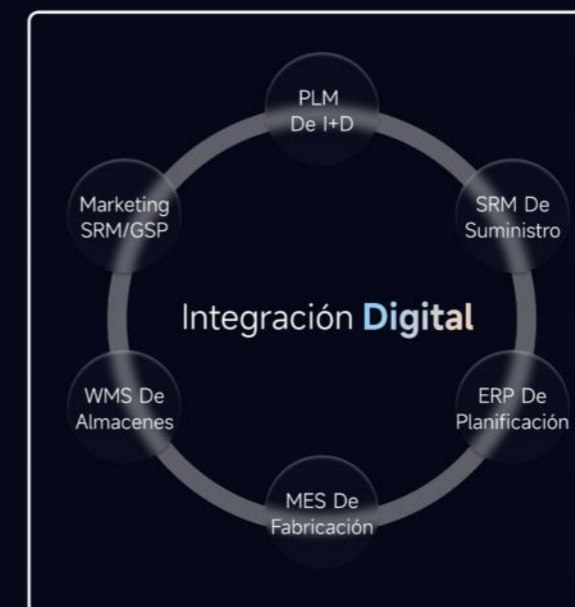 PLM
De I+D
Marketing
SRM/GSP
SRM De
Suministro
Integración Digital
WMS De
Almacenes
ERP De
Planificación
MES De
Fabricación